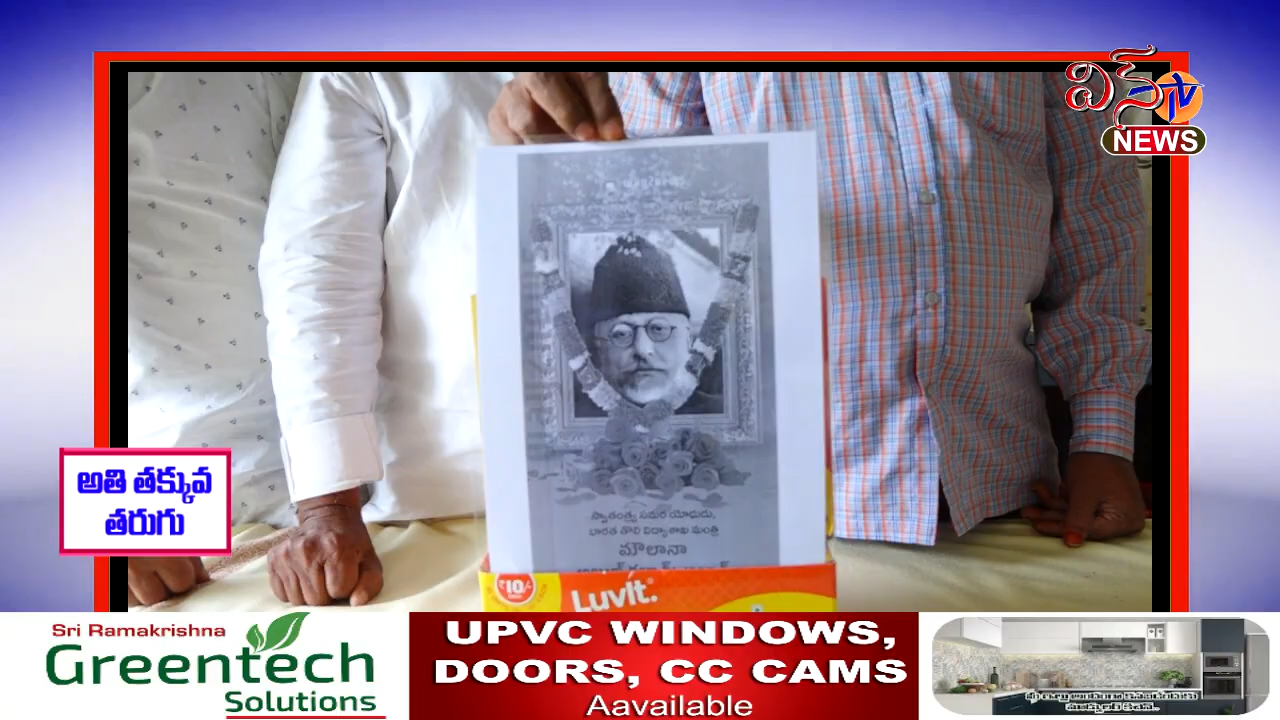 విన్
TV
NEWS
స్వాతంత్ర్య సమర యోధుడు,
భారత తొలి విద్యాశాఖ మంత్రి
మౌలానా
₹10/-
LuvIt.
అతి తక్కువ
తరుగు
Sri Ramakrishna
Greentech
Solutions
UPVC WINDOWS,
DOORS, CC CAMS
Aavailable